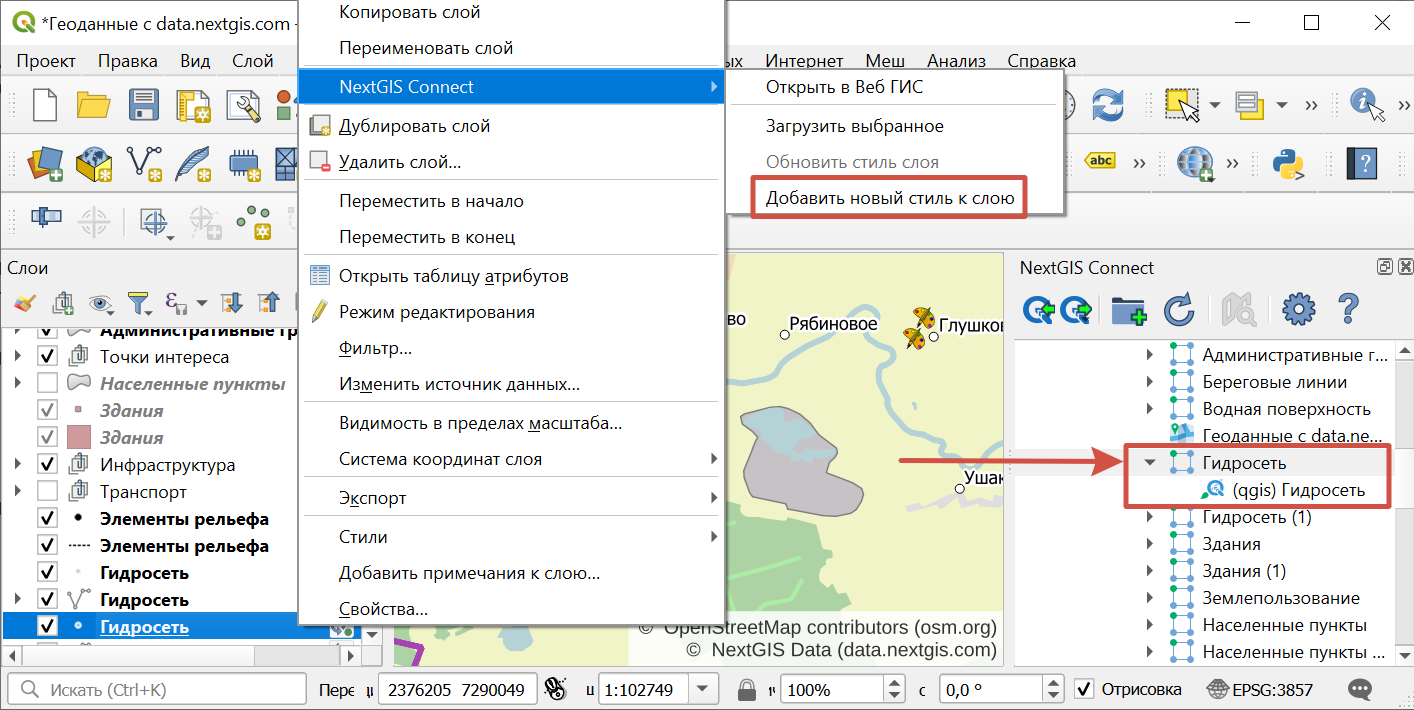 *Геоданные с data.nextgis.com -
Проект Правка Вид Слой
Интернет Меш Анализ Справка
Копировать слой
Переименовать слой
NextGIS Connect
Дублировать слой
Удалить слой...
Переместить в начало
Переместить в конец
Открыть таблицу атрибутов
Режим редактирования
Фильтр...
Изменить источник данных...
Видимость в пределах масштаба...
Система координат слоя
Экспорт
Стили
Добавить примечания к слою...
Свойства...
Открыть в Веб ГИС
Загрузить выбранное
Обновить стиль слоя
Добавить новый стиль к слою
abc
Слои
Административные гр
Точки интереса
Населенные пункты
Здания
Здания
Инфраструктура
Транспорт
Элементы рельефа
Элементы рельефа
Гидросеть
Гидросеть
Гидросеть
во
Рябиновое
Глушков
Ушак
© OpenStreetMap contributors (osm.org)
© NextGIS Data (data.nextgis.com)
NextGIS Connect
Административные г...
Береговые линии
Водная поверхность
Геоданные с data.ne...
Гидросеть
(qgis) Гидросеть
Гидросеть (1)
Здания
Здания (1)
Землепользование
Населенные пункты
Населенные пункты ...
Искать (Ctrl+K) Пере 2376205 7290049 1:102749 100% с 0,0 ° Отрисовка EPSG:3857